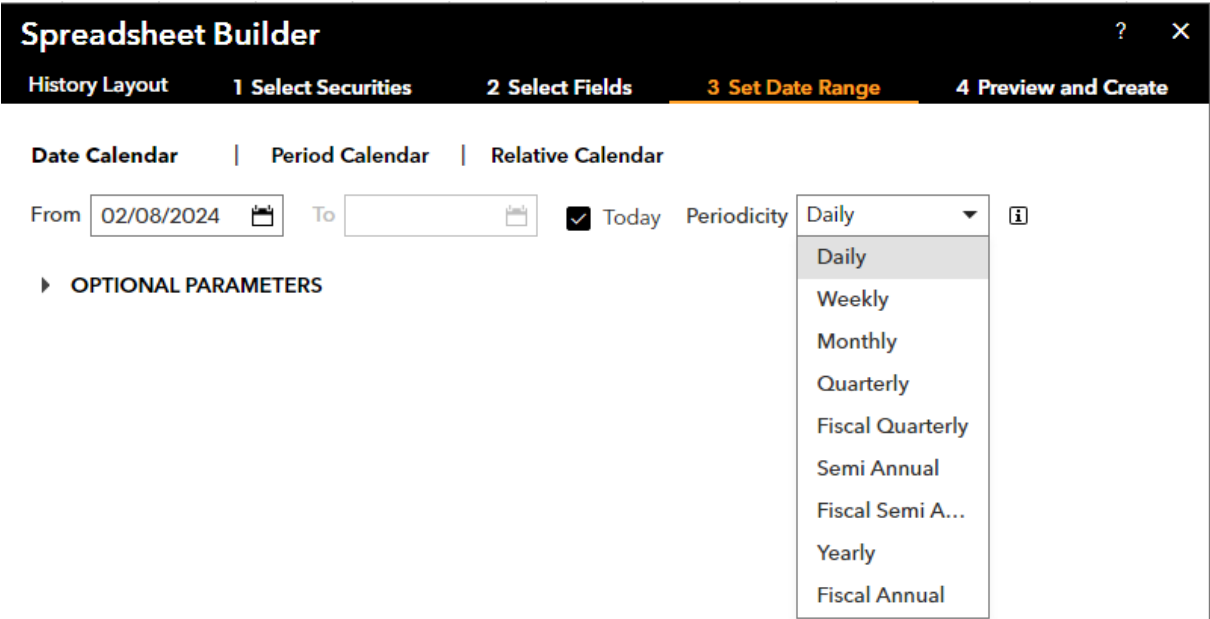 Spreadsheet Builder ? ✕
History Layout 1 Select Securities 2 Select Fields 3 Set Date Range 4 Preview and Create
Date Calendar | Period Calendar | Relative Calendar
From 02/08/2024 To Today Periodicity Daily
Daily
OPTIONAL PARAMETERS
Weekly
Monthly
Quarterly
Fiscal Quarterly
Semi Annual
Fiscal Semi A...
Yearly
Fiscal Annual